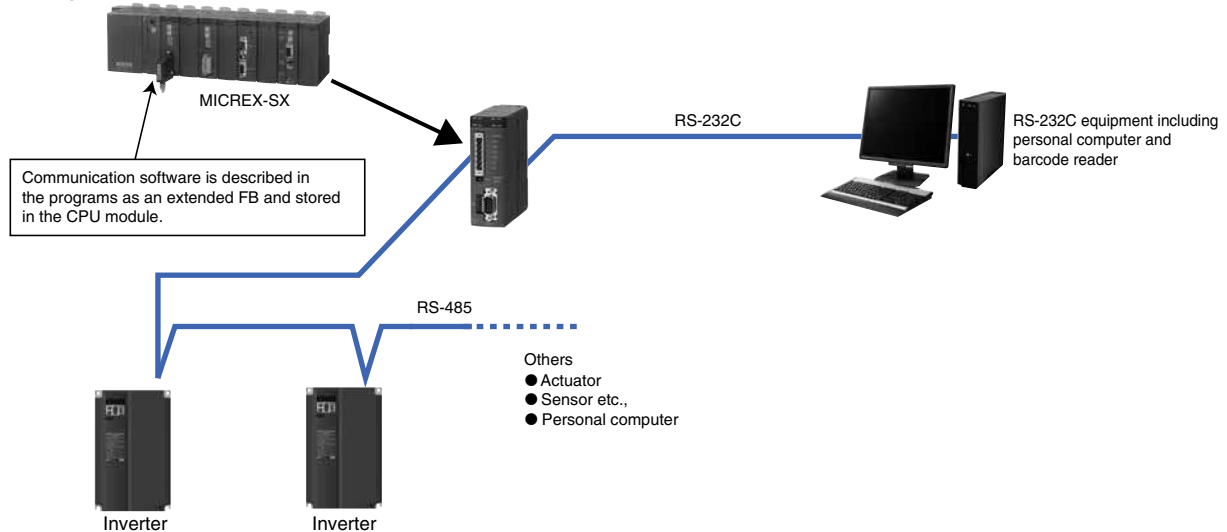 MICREX-SX
RS-232C
RS-232C equipment including
personal computer and
barcode reader
Communication software is described in
the programs as an extended FB and stored
in the CPU module.
RS-485
Others
● Actuator
● Sensor etc.,
● Personal computer
Inverter
Inverter